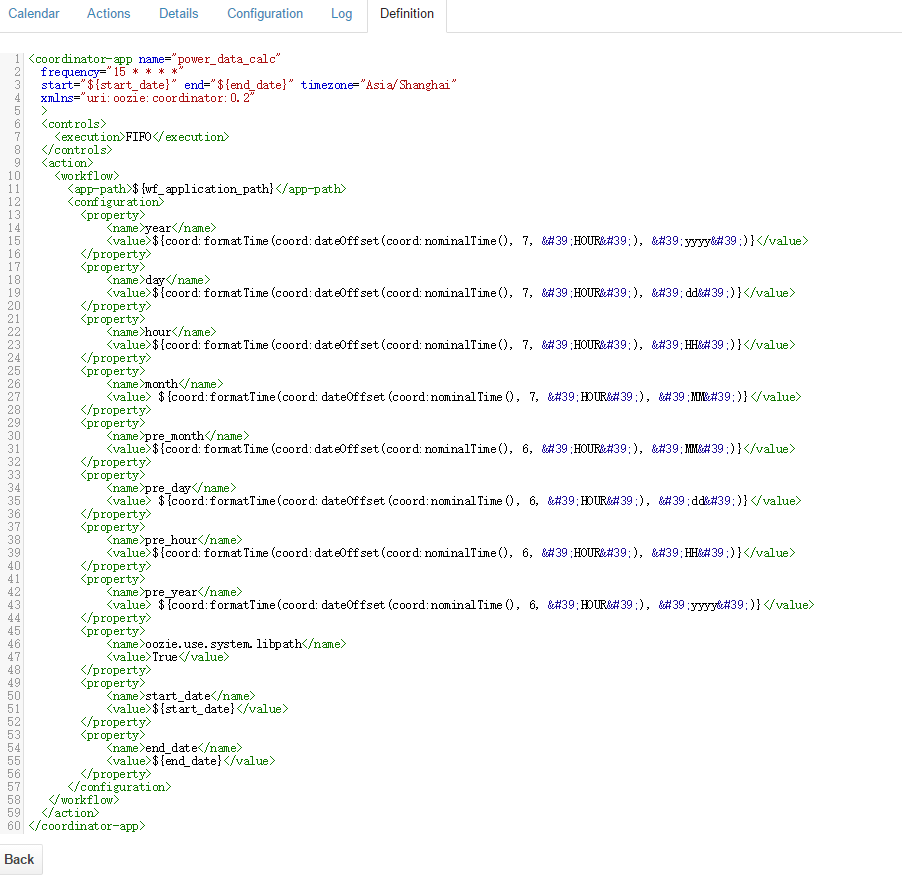 Calendar Actions Details Configuration Log Definition
1 <coordinator-app name="power_data_calc"
2 frequency="15 * * * *"
3 start="${start_date}" end="${end_date}" timezone="Asia/Shanghai"
4 xmlns="uri:oozie:coordinator:0.2"
5 >
6 <controls>
7 <execution>FIFO</execution>
8 </controls>
9 <action>
10 <workflow>
11 <app-path>${wf_application_path}</app-path>
12 <configuration>
13 <property>
14 <name>year</name>
15 <value>${coord:formatTime(coord:dateOffset(coord:nominalTime(), 7, &#39;HOUR&#39;), &#39;yyyy&#39;)}</value>
16 </property>
17 <property>
18 <name>day</name>
19 <value>${coord:formatTime(coord:dateOffset(coord:nominalTime(), 7, &#39;HOUR&#39;), &#39;dd&#39;)}</value>
20 </property>
21 <property>
22 <name>hour</name>
23 <value>${coord:formatTime(coord:dateOffset(coord:nominalTime(), 7, &#39;HOUR&#39;), &#39;HH&#39;)}</value>
24 </property>
25 <property>
26 <name>month</name>
27 <value> ${coord:formatTime(coord:dateOffset(coord:nominalTime(), 7, &#39;HOUR&#39;), &#39;MM&#39;)}</value>
28 </property>
29 <property>
30 <name>pre_month</name>
31 <value>${coord:formatTime(coord:dateOffset(coord:nominalTime(), 6, &#39;HOUR&#39;), &#39;MM&#39;)}</value>
32 </property>
33 <property>
34 <name>pre_day</name>
35 <value> ${coord:formatTime(coord:dateOffset(coord:nominalTime(), 6, &#39;HOUR&#39;), &#39;dd&#39;)}</value>
36 </property>
37 <property>
38 <name>pre_hour</name>
39 <value>${coord:formatTime(coord:dateOffset(coord:nominalTime(), 6, &#39;HOUR&#39;), &#39;HH&#39;)}</value>
40 </property>
41 <property>
42 <name>pre_year</name>
43 <value> ${coord:formatTime(coord:dateOffset(coord:nominalTime(), 6, &#39;HOUR&#39;), &#39;yyyy&#39;)}</value>
44 </property>
45 <property>
46 <name>oozie.use.system.libpath</name>
47 <value>True</value>
48 </property>
49 <property>
50 <name>start_date</name>
51 <value>${start_date}</value>
52 </property>
53 <property>
54 <name>end_date</name>
55 <value>${end_date}</value>
56 </property>
57 </configuration>
58 </workflow>
59 </action>
60 </coordinator-app>
Back